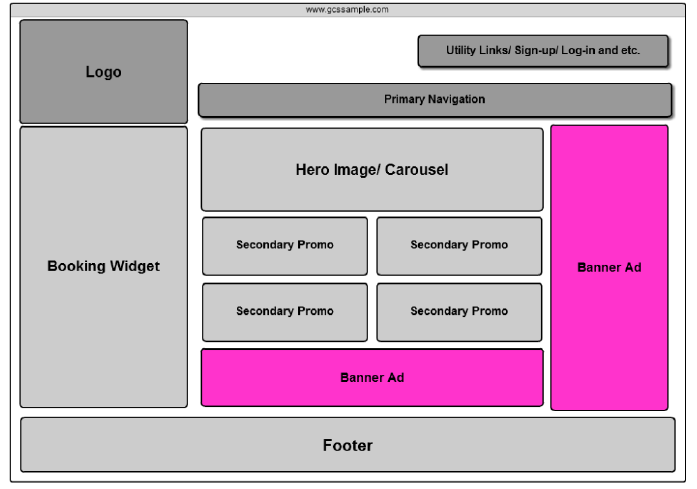 www.gcssample.com
Logo
Utility Links/ Sign-up/ Log-in and etc.
Primary Navigation
Booking Widget
Hero Image/ Carousel
Secondary Promo
Secondary Promo
Secondary Promo
Secondary Promo
Banner Ad
Banner Ad
Footer